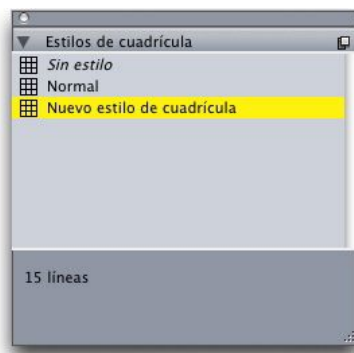 Estilos de cuadrícula
Sin estilo
Normal
Nuevo estilo de cuadrícula
15 líneas